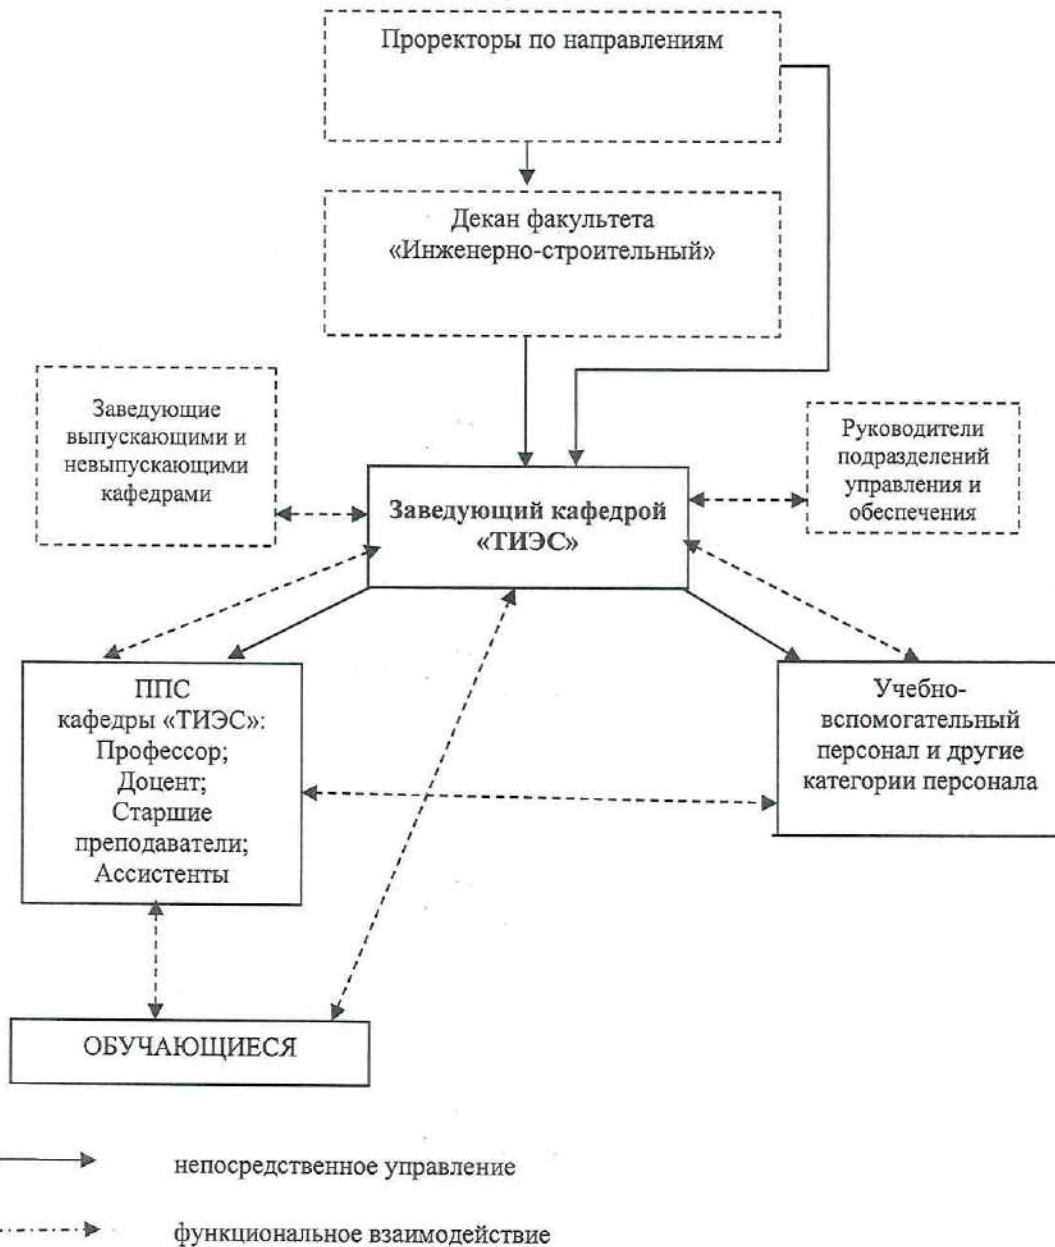 Проректоры по направлениям
Декан факультета
«Инженерно-строительный»
Заведующие
выпускающими и
невыпускающими
кафедрами
Руководители
подразделений
управления и
обеспечения
Заведующий кафедрой
«ТИЭС»
ППС
кафедры «ТИЭС»:
Профессор;
Доцент;
Старшие
преподаватели;
Ассистенты
Учебно-
вспомогательный
персонал и другие
категории персонала
ОБУЧАЮЩИЕСЯ
непосредственное управление
функциональное взаимодействие